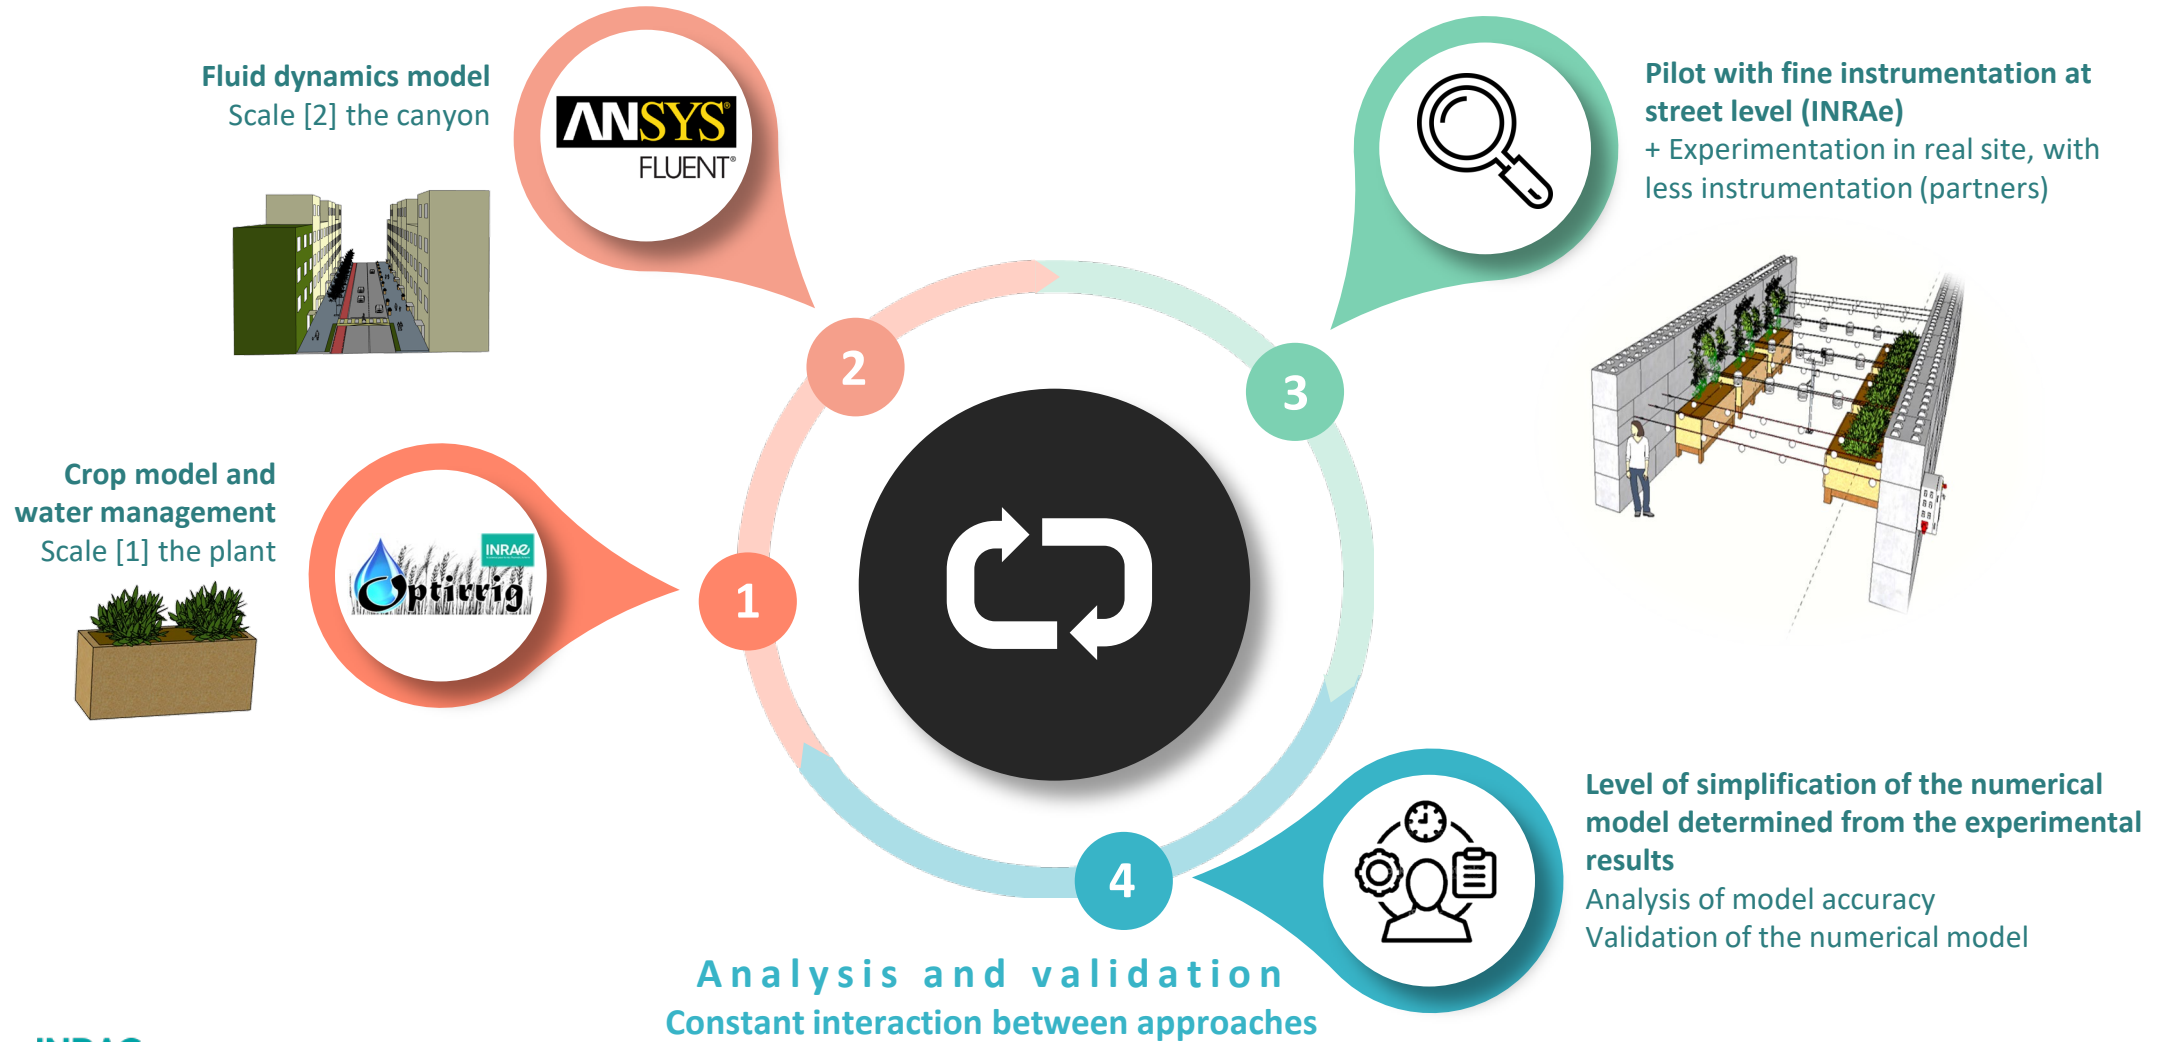 Fluid dynamics model
Scale [2] the canyon
ANSYS®
FLUENT®
Pilot with fine instrumentation at
street level (INRAe)
+ Experimentation in real site, with
less instrumentation (partners)
2
3
Crop model and
water management
Scale [1] the plant
INRAE
Optirrig
1
4
Level of simplification of the numerical
model determined from the experimental
results
Analysis of model accuracy
Validation of the numerical model
Analysis and validation
Constant interaction between approaches
INRAE